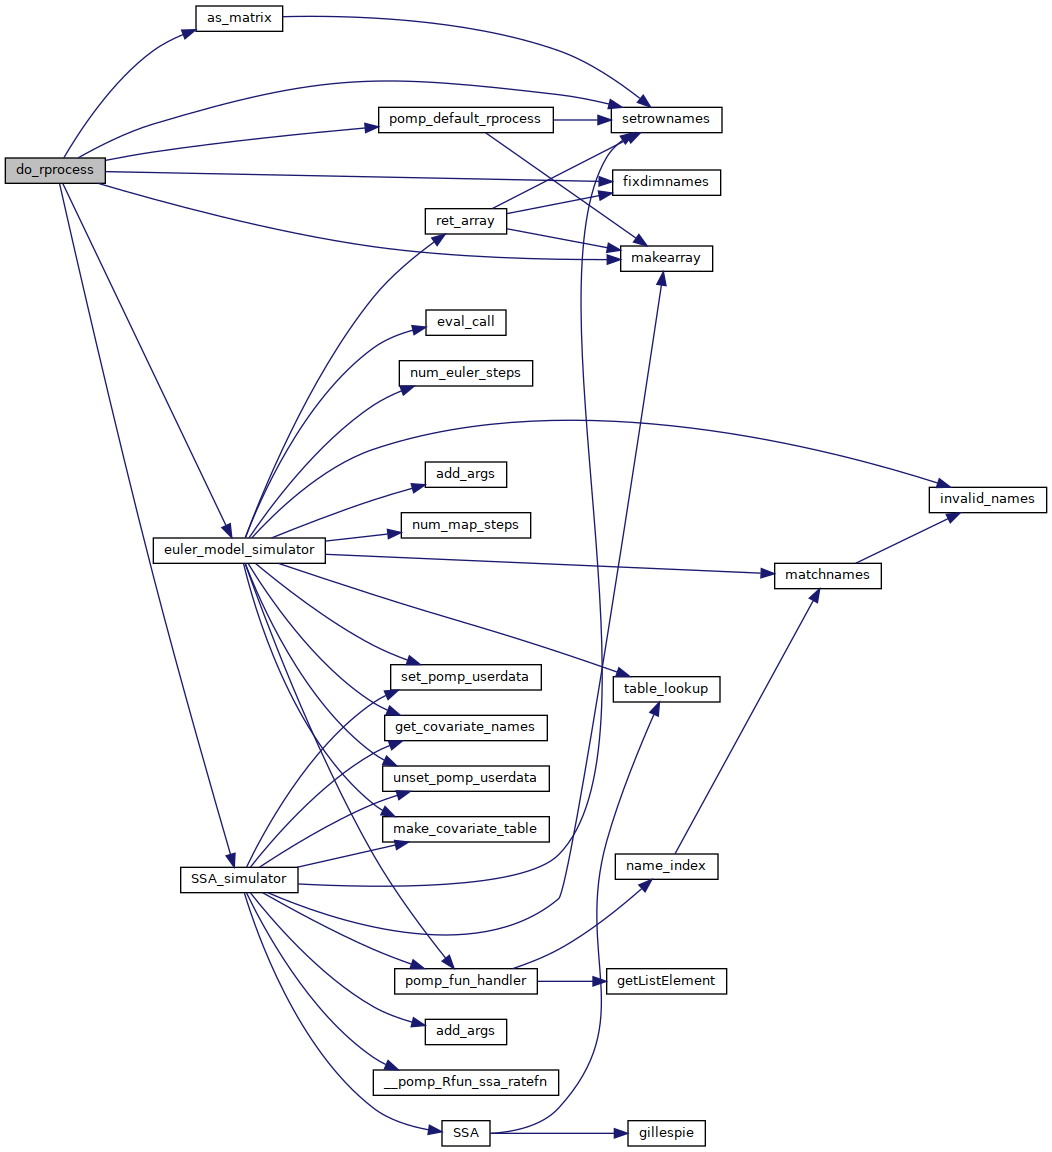 as_matrix
setrownames
pomp_default_rprocess
do_rprocess
fixdimnames
ret_array
makearray
eval_call
num_euler_steps
add_args
invalid_names
num_map_steps
euler_model_simulator
matchnames
set_pomp_userdata
table_lookup
get_covariate_names
unset_pomp_userdata
make_covariate_table
name_index
SSA_simulator
pomp_fun_handler
getListElement
add_args
__pomp_Rfun_ssa_ratefn
SSA
gillespie